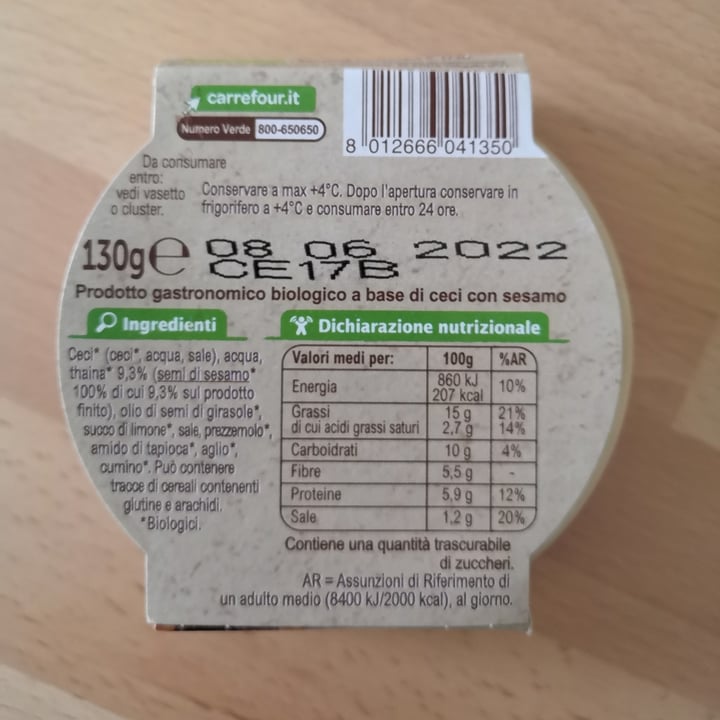 carrefour.it
Numero Verde 800-650650
8 012666 041350
Da consumare
entro:
vedi vasetto
o cluster.
Conservare a max +4°C. Dopo l'apertura conservare in
frigorifero a +4°C e consumare entro 24 ore.
130g e
08 06 2022
CE17B
Prodotto gastronomico biologico a base di ceci con sesamo
Ingredienti
Ceci* (ceci*, acqua, sale), acqua,
thaina* 9,3% (semi di sesamo*
100% di cui 9,3% sul prodotto
finito), olio di semi di girasole*,
succo di limone*, sale, prezzemolo*,
amido di tapioca*, aglio*,
cumino*. Può contenere
tracce di cereali contenenti
glutine e arachidi.
*Biologici.
Dichiarazione nutrizionale
Valori medi per: 100g %AR
Energia 860 kJ 207 kcal 10%
Grassi 15 g 21%
di cui acidi grassi saturi 2,7 g 14%
Carboidrati 10 g 4%
Fibre 5,5 g -
Proteine 5,9 g 12%
Sale 1,2 g 20%
Contiene una quantità trascurabile
di zuccheri.
AR = Assunzioni di Riferimento di
un adulto medio (8400 kJ/2000 kcal), al giorno.